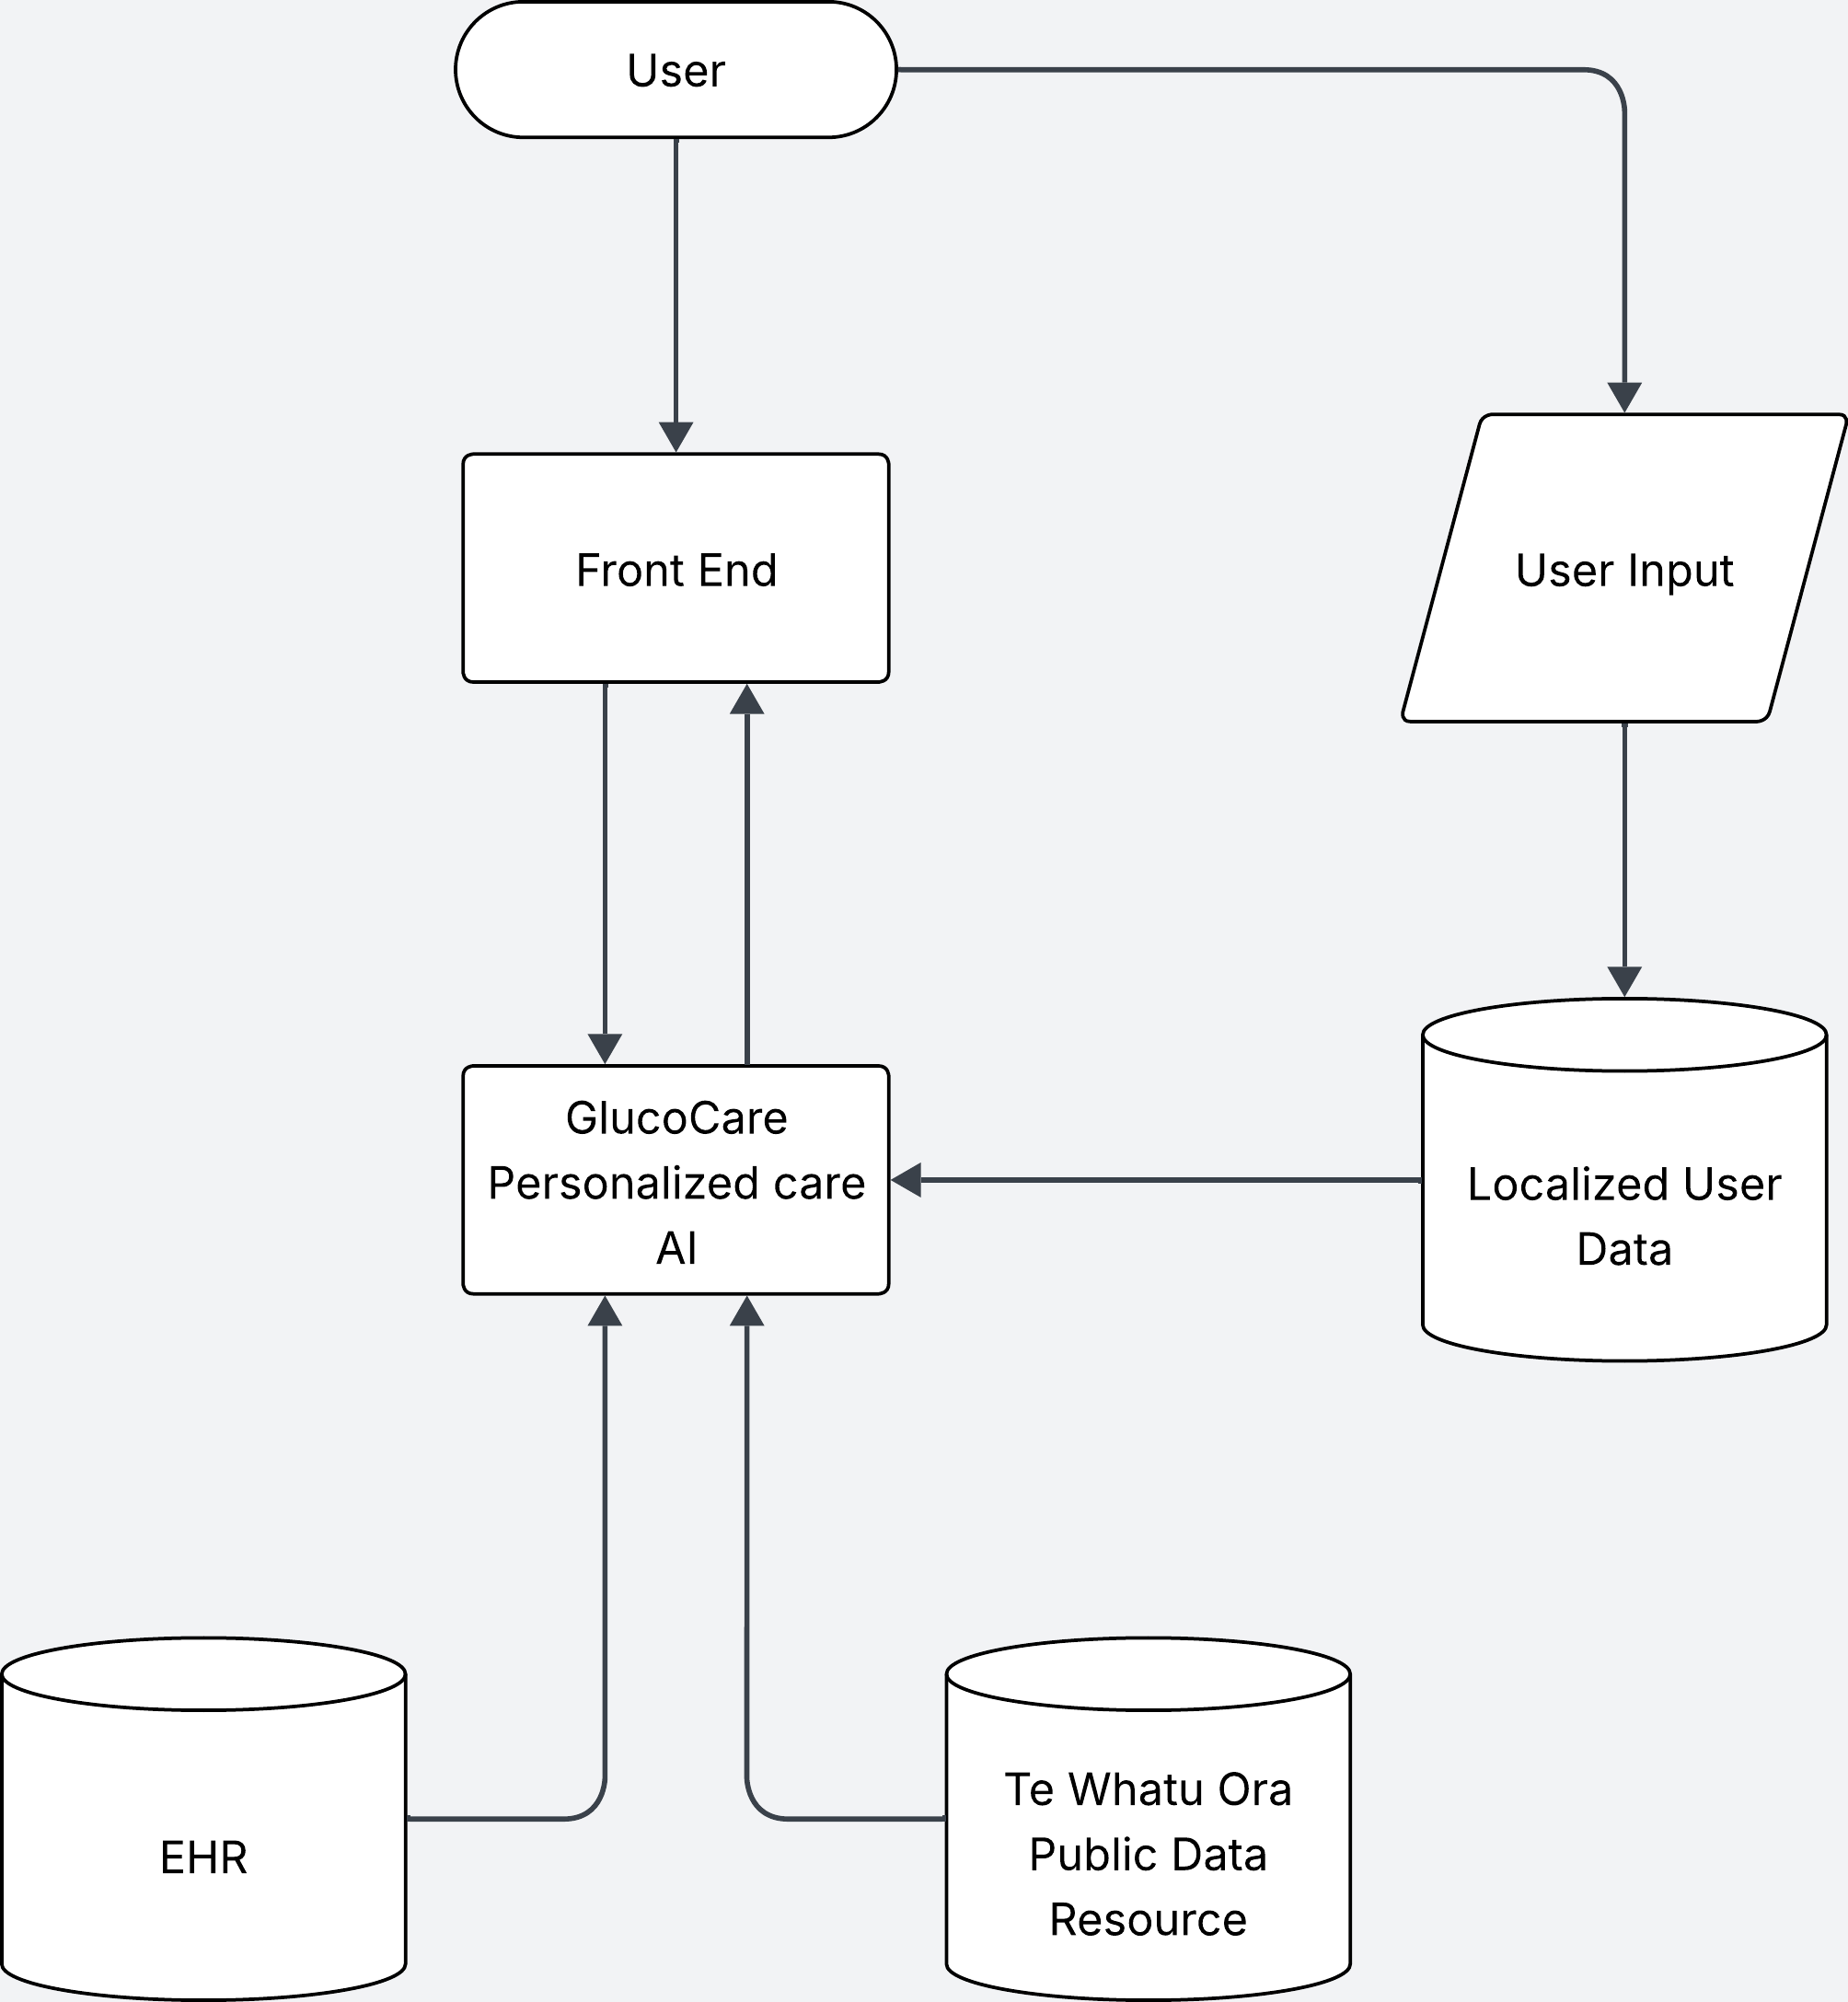 User
Front End
User Input
GlucoCare
Personalized care
AI
Localized User
Data
EHR
Te Whatu Ora
Public Data
Resource